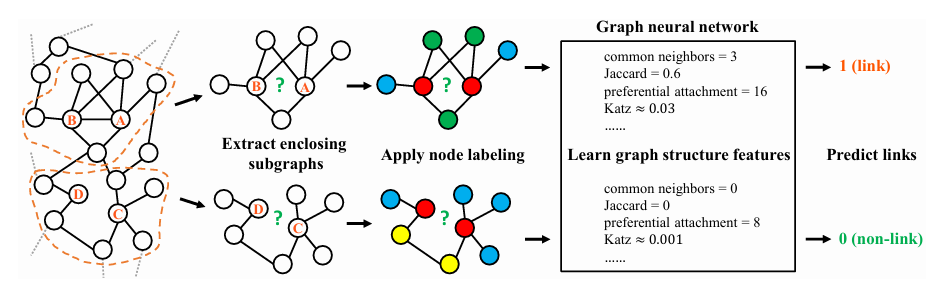 B
A
D
C
B
?
A
Extract enclosing
subgraphs
D
?
C
?
Apply node labeling
?
Graph neural network
common neighbors = 3
Jaccard = 0.6
preferential attachment = 16
Katz ≈ 0.03
......
Learn graph structure features
common neighbors = 0
Jaccard = 0
preferential attachment = 8
Katz ≈ 0.001
......
1 (link)
Predict links
0 (non-link)